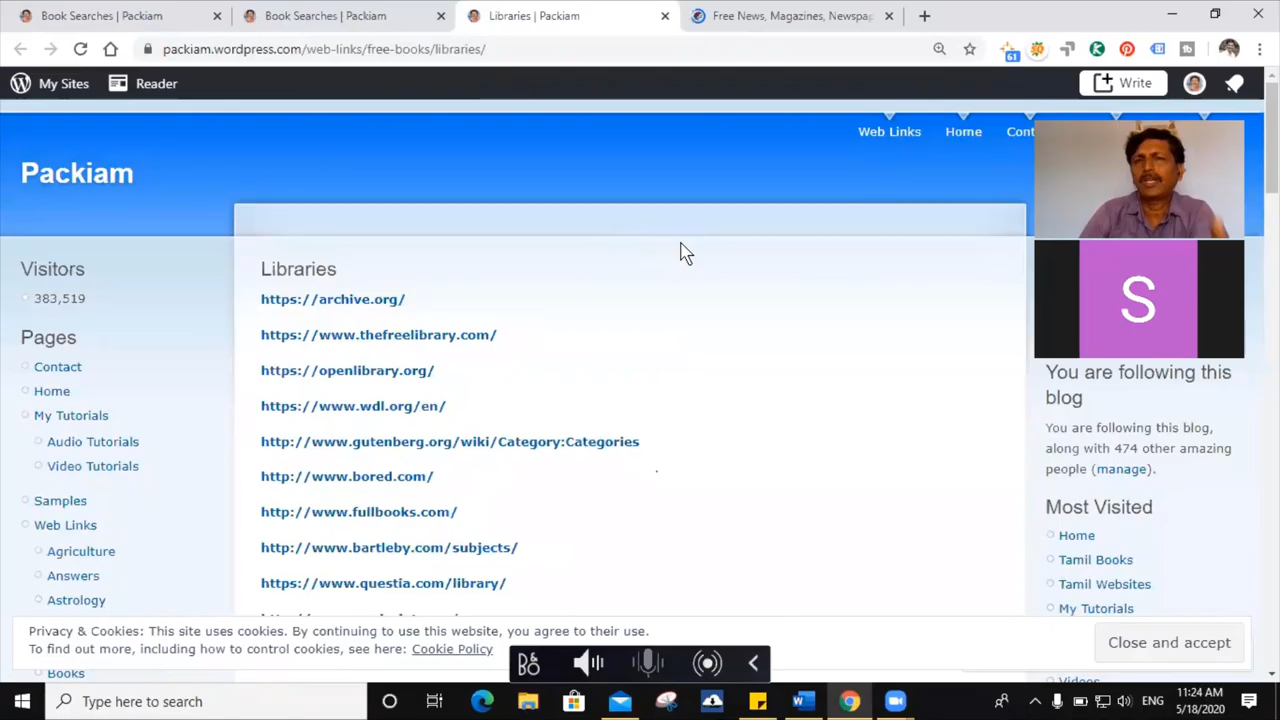 Book Searches | Packiam
Book Searches | Packiam
Libraries | Packiam
Free News, Magazines, Newspap
packiam.wordpress.com/web-links/free-books/libraries/
61
My Sites
Reader
Write
Web Links
Home
Cont
Packiam
Visitors
383,519
Pages
Contact
Home
My Tutorials
Audio Tutorials
Video Tutorials
Samples
Web Links
Agriculture
Answers
Astrology
Books
Libraries
https://archive.org/
https://www.thefreelibrary.com/
https://openlibrary.org/
https://www.wdl.org/en/
http://www.gutenberg.org/wiki/Category:Categories
http://www.bored.com/
http://www.fullbooks.com/
http://www.bartleby.com/subjects/
https://www.questia.com/library/
S
You are following this
blog
You are following this blog,
along with 474 other amazing
people (manage).
Most Visited
Home
Tamil Books
Tamil Websites
My Tutorials
Videos
Privacy & Cookies: This site uses cookies. By continuing to use this website, you agree to their use.
To find out more, including how to control cookies, see here: Cookie Policy
Close and accept
Type here to search
ENG
11:24 AM
5/18/2020